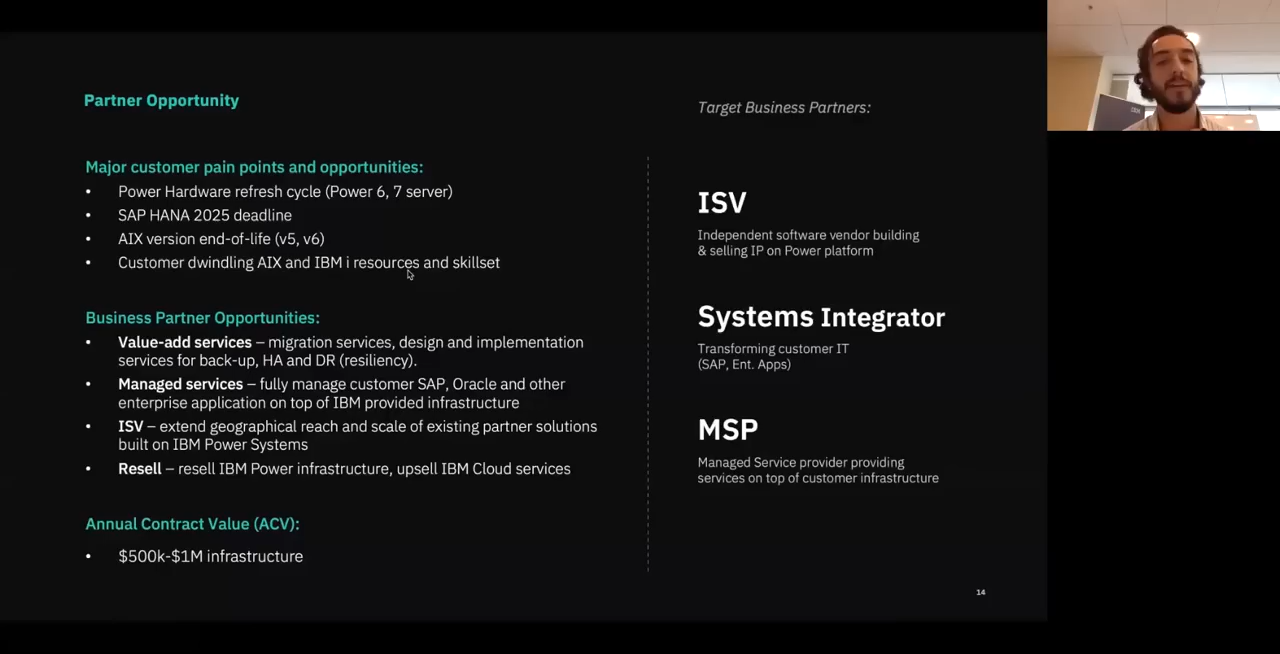 Partner Opportunity
Major customer pain points and opportunities:
• Power Hardware refresh cycle (Power 6, 7 server)
• SAP HANA 2025 deadline
• AIX version end-of-life (v5, v6)
• Customer dwindling AIX and IBM i resources and skillset
Business Partner Opportunities:
• Value-add services – migration services, design and implementation
services for back-up, HA and DR (resiliency).
• Managed services – fully manage customer SAP, Oracle and other
enterprise application on top of IBM provided infrastructure
• ISV – extend geographical reach and scale of existing partner solutions
built on IBM Power Systems
• Resell – resell IBM Power infrastructure, upsell IBM Cloud services
Annual Contract Value (ACV):
• $500k-$1M infrastructure
Target Business Partners:
ISV
Independent software vendor building
& selling IP on Power platform
Systems Integrator
Transforming customer IT
(SAP, Ent. Apps)
MSP
Managed Service provider providing
services on top of customer infrastructure
14